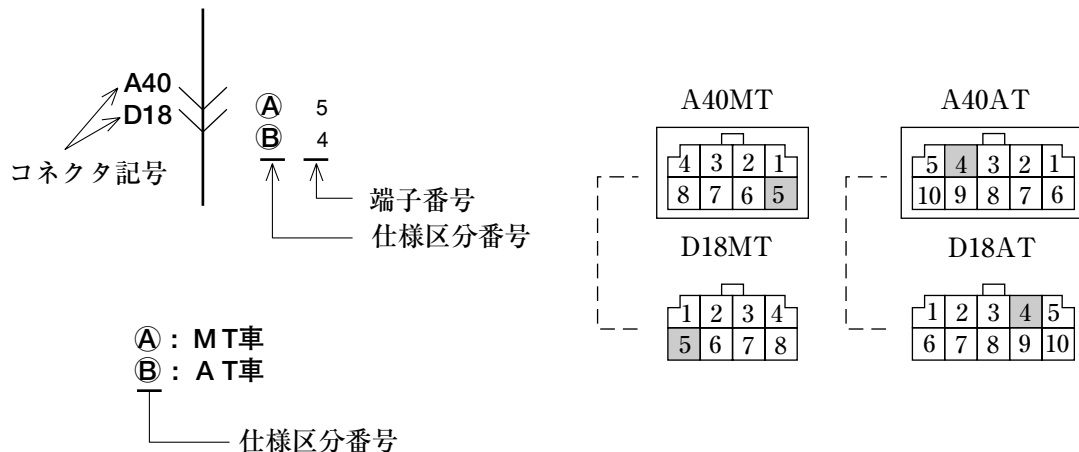 A40
D18
Ⓐ 5
Ⓑ 4
コネクタ記号
端子番号
仕様区分番号
Ⓐ : MT車
Ⓑ : AT車
仕様区分番号
A40MT
4 3 2 1
8 7 6 5
D18MT
1 2 3 4
5 6 7 8
A40AT
5 4 3 2 1
10 9 8 7 6
D18AT
1 2 3 4 5
6 7 8 9 10